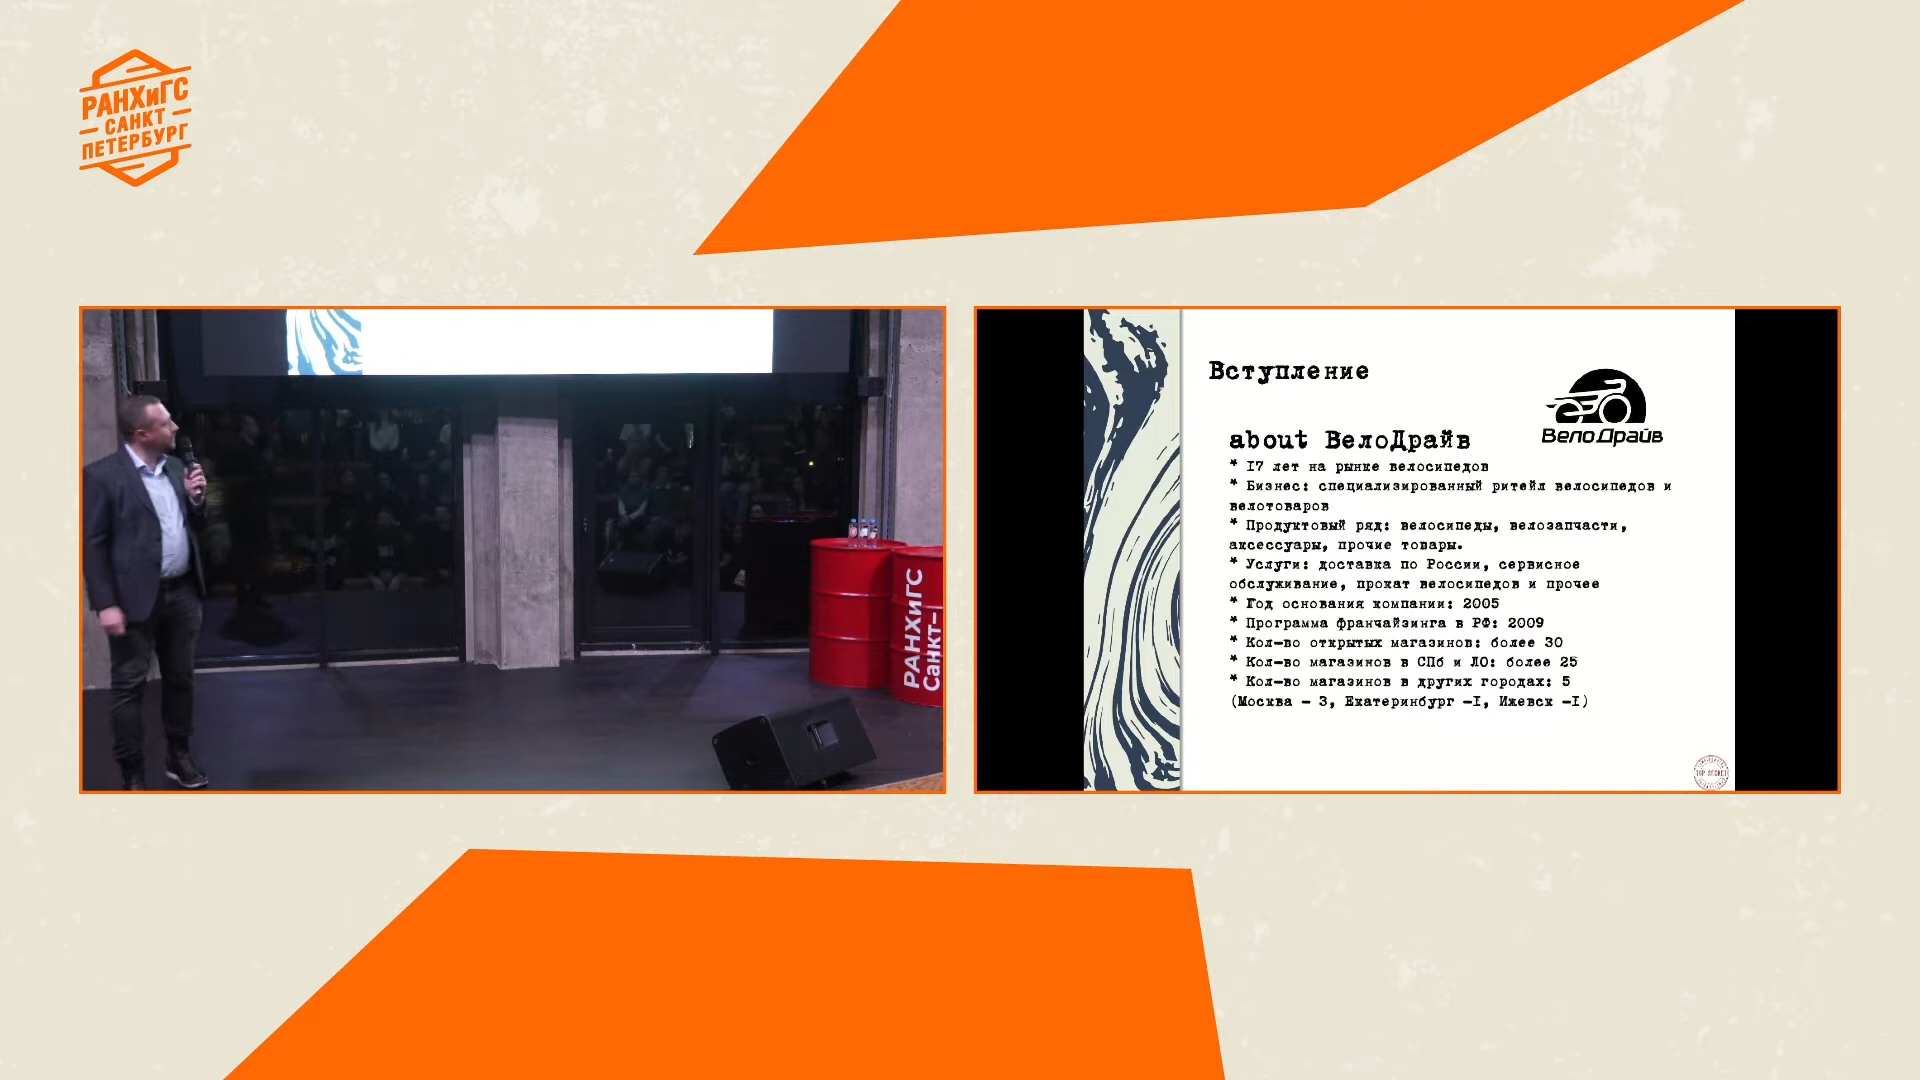 РАНХиГС
САНКТ
ПЕТЕРБУРГ
РАНХиГС
Санкт-
Вступление
ВелоДрайв
about ВелоДрайв
* 17 лет на рынке велосипедов
* Бизнес: специализированный ритейл велосипедов и
велотоваров
* Продуктовый ряд: велосипеды, велозапчасти,
аксессуары, прочие товары.
* Услуги: доставка по России, сервисное
обслуживание, прокат велосипедов и прочее
* Год основания компании: 2005
* Программа франчайзинга в РФ: 2009
* Кол-во открытых магазинов: более 30
* Кол-во магазинов в СПб и ЛО: более 25
* Кол-во магазинов в других городах: 5
(Москва - 3, Екатеринбург -1, Ижевск -1)
TOP SECRET